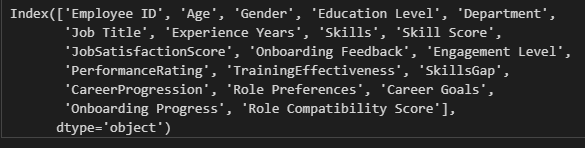 Index(['Employee ID', 'Age', 'Gender', 'Education Level', 'Department',
'Job Title', 'Experience Years', 'Skills', 'Skill Score',
'JobSatisfactionScore', 'Onboarding Feedback', 'Engagement Level',
'PerformanceRating', 'TrainingEffectiveness', 'SkillsGap',
'CareerProgression', 'Role Preferences', 'Career Goals',
'Onboarding Progress', 'Role Compatibility Score'],
dtype='object')